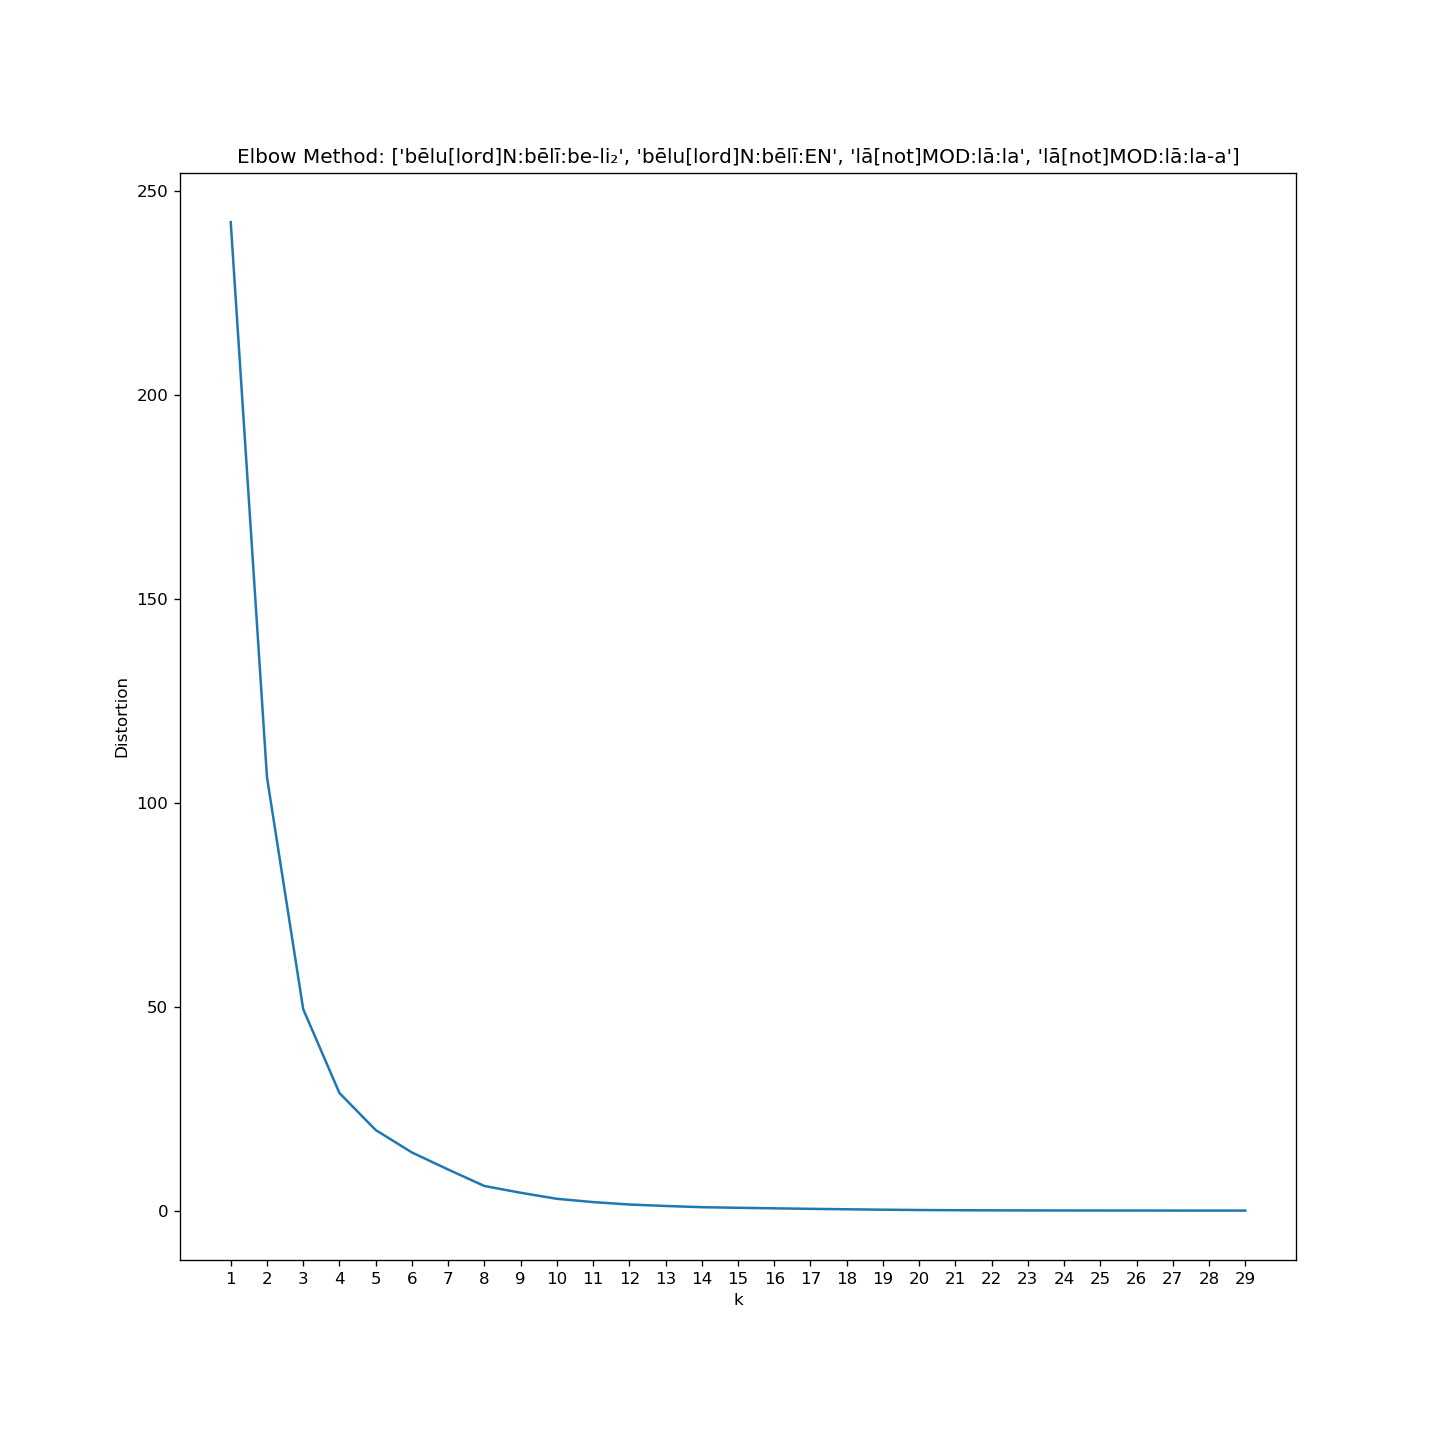 Elbow Method: ['bēlu[lord]N:bēlī:be-li₂', 'bēlu[lord]N:bēlī:EN', 'lā[not]MOD:lā:la', 'lā[not]MOD:lā:la-a']
250
200
150
100
50
0
Distortion
1 2 3 4 5 6 7 8 9 10 11 12 13 14 15 16 17 18 19 20 21 22 23 24 25 26 27 28 29
k